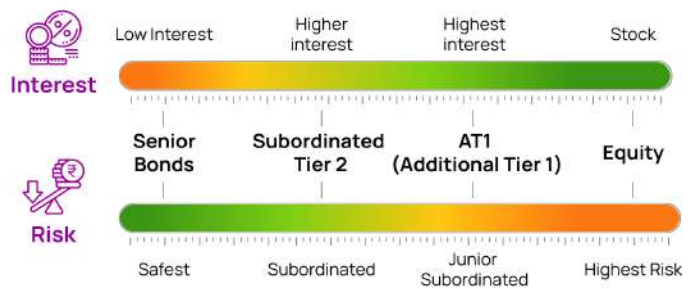 Low Interest
Higher
interest
Highest
interest
Stock
Interest
Senior
Bonds
Subordinated
Tier 2
AT1
(Additional Tier 1)
Equity
₹
Risk
Safest
Subordinated
Junior
Subordinated
Highest Risk